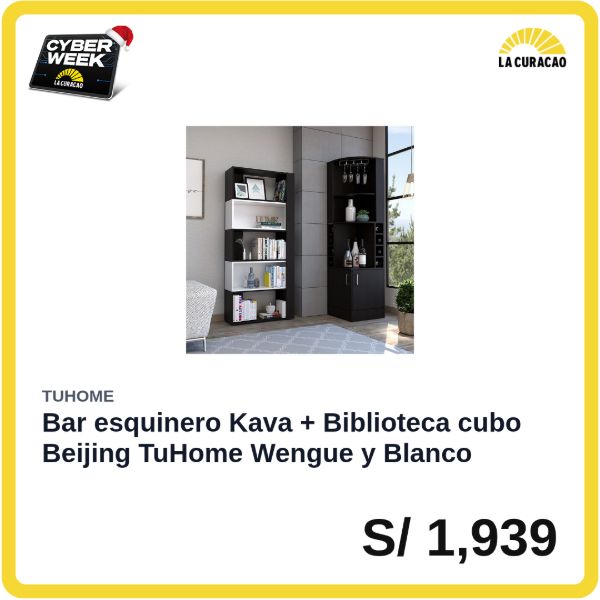 CYBER
WEEK
LA CURACAO
LA CURACAO
TUHOME
Bar esquinero Kava + Biblioteca cubo
Beijing TuHome Wengue y Blanco
S/ 1,939